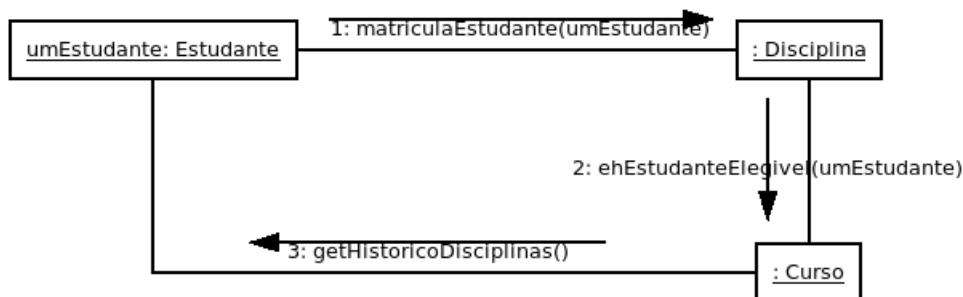 1: matriculaEstudante(umEstudante)
umEstudante: Estudante
: Disciplina
2: ehEstudanteElegivel(umEstudante)
3: getHistoricoDisciplinas()
: Curso